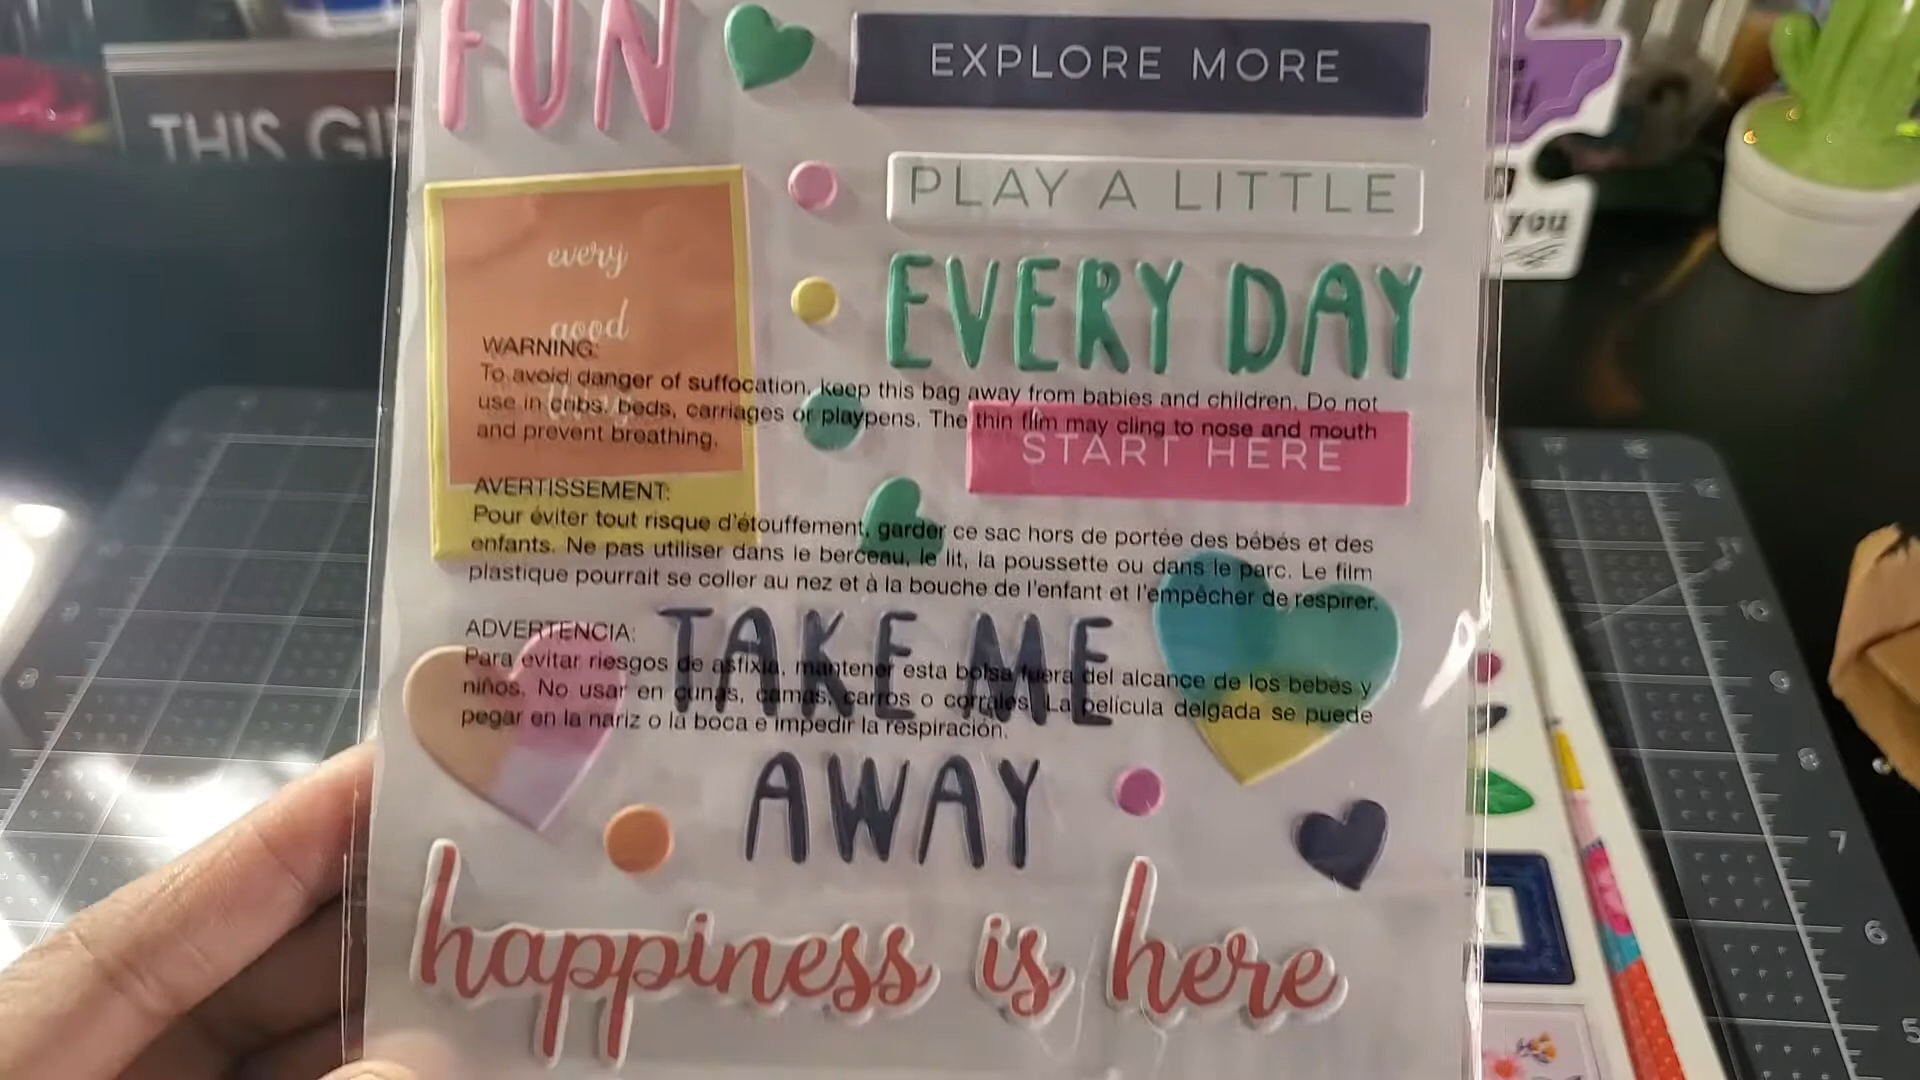 FUN
EXPLORE MORE
THIS GI
PLAY A LITTLE
you
every
good
EVERY DAY
WARNING:
To avoid danger of suffocation, keep this bag away from babies and children. Do not
use in cribs, beds, carriages or playpens. The thin film may cling to nose and mouth
and prevent breathing.
START HERE
AVERTISSEMENT:
Pour éviter tout risque d'étouffement, garder ce sac hors de portée des bébés et des
enfants. Ne pas utiliser dans le berceau, le lit, la poussette ou dans le parc. Le film
plastique pourrait se coller au nez et à la bouche de l'enfant et l'empêcher de respirer.
ADVERTENCIA:
Para evitar riesgos de asfixia, mantener esta bolsa fuera del alcance de los bebés y
niños. No usar en cunas, camas, carros o corrales. La película delgada se puede
pegar en la nariz o la boca e impedir la respiración.
TAKE ME
AWAY
happiness is here
10
9
8
7
6
5
8